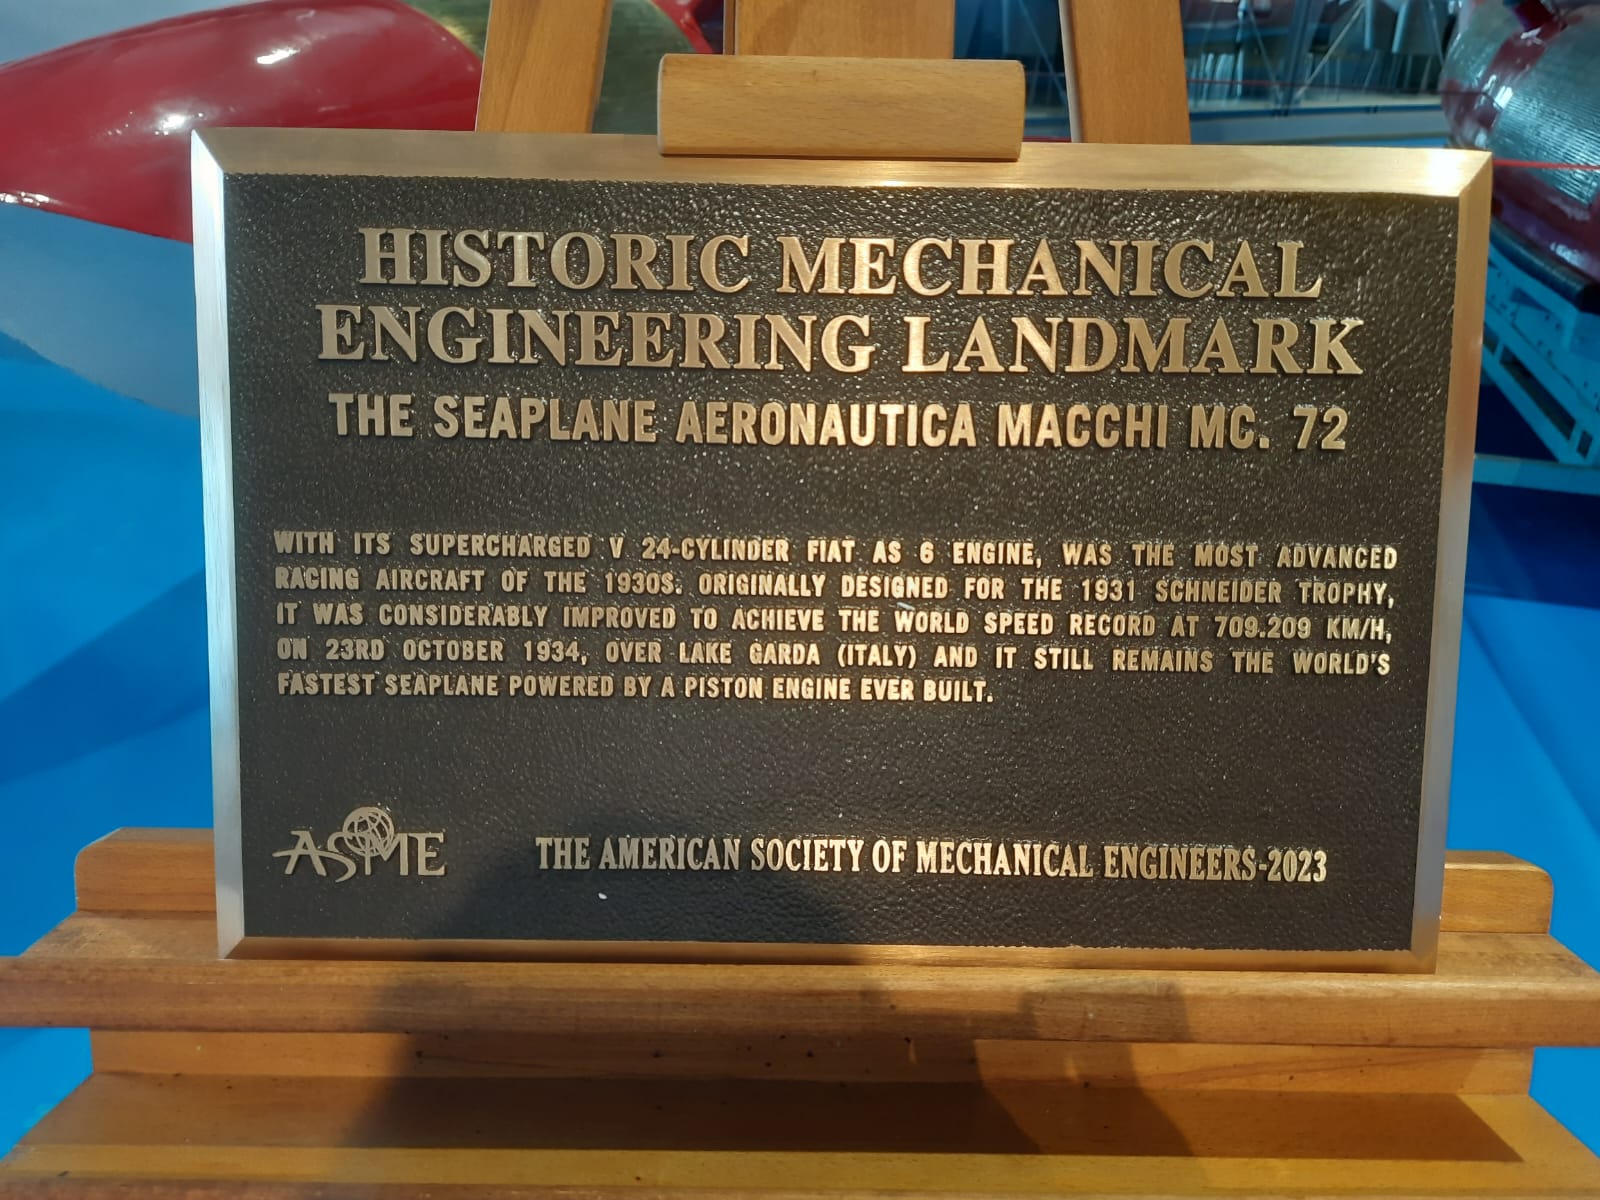 HISTORIC MECHANICAL
ENGINEERING LANDMARK
THE SEAPLANE AERONAUTICA MACCHI MC. 72
WITH ITS SUPERCHARGED V 24-CYLINDER FIAT AS 6 ENGINE, WAS THE MOST ADVANCED
RACING AIRCRAFT OF THE 1930S. ORIGINALLY DESIGNED FOR THE 1931 SCHNEIDER TROPHY,
IT WAS CONSIDERABLY IMPROVED TO ACHIEVE THE WORLD SPEED RECORD AT 709.209 KM/H,
ON 23RD OCTOBER 1934, OVER LAKE GARDA (ITALY) AND IT STILL REMAINS THE WORLD'S
FASTEST SEAPLANE POWERED BY A PISTON ENGINE EVER BUILT.
ASME THE AMERICAN SOCIETY OF MECHANICAL ENGINEERS-2023